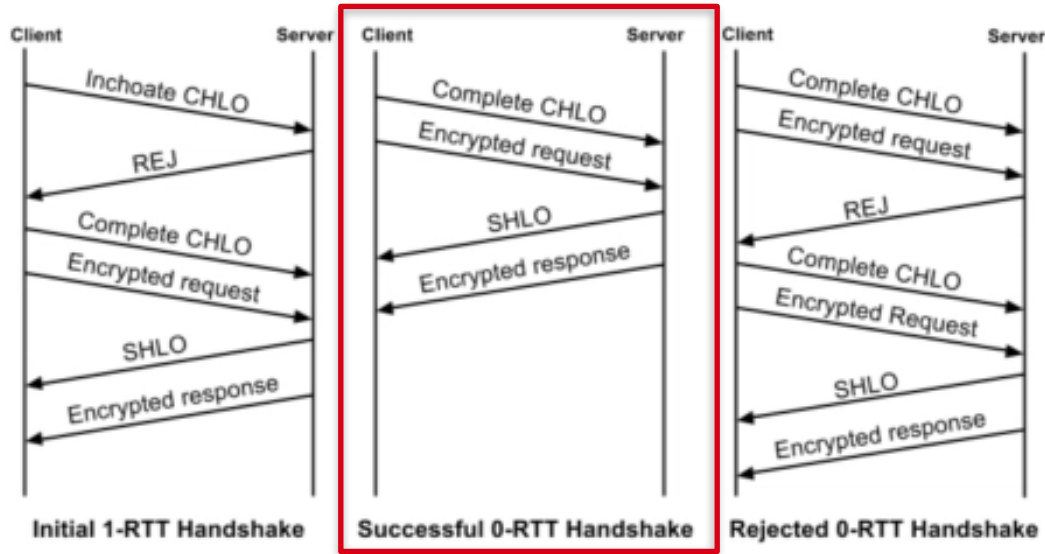 Client
Server
Inchoate CHLO
REJ
Complete CHLO
Encrypted request
SHLO
Encrypted response
Initial 1-RTT Handshake
Client
Server
Complete CHLO
Encrypted request
SHLO
Encrypted response
Successful 0-RTT Handshake
Client
Server
Complete CHLO
Encrypted request
REJ
Complete CHLO
Encrypted Request
SHLO
Encrypted response
Rejected 0-RTT Handshake